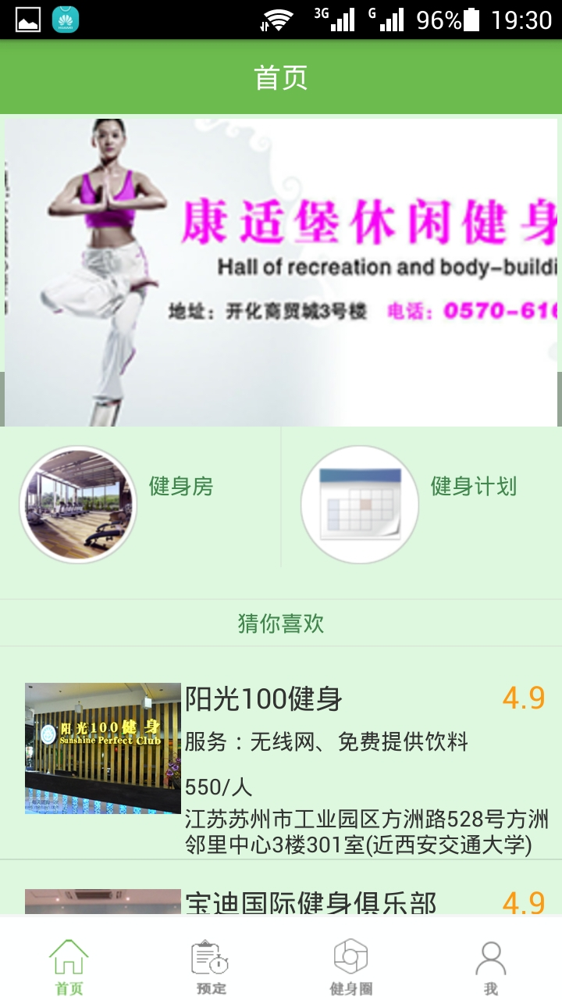 3G G 96% 19:30
首页
康适堡休闲健身
Hall of recreation and body-buildi
地址：开化商贸城3号楼 电话：0570-616
健身房 健身计划
猜你喜欢
阳光100健身
Sunshine Perfect Club
阳光100健身 4.9
服务：无线网、免费提供饮料
550/人
江苏苏州市工业园区方洲路528号方洲
邻里中心3楼301室(近西安交通大学)
宝迪国际健身俱乐部 4.9
首页 预定 健身圈 我